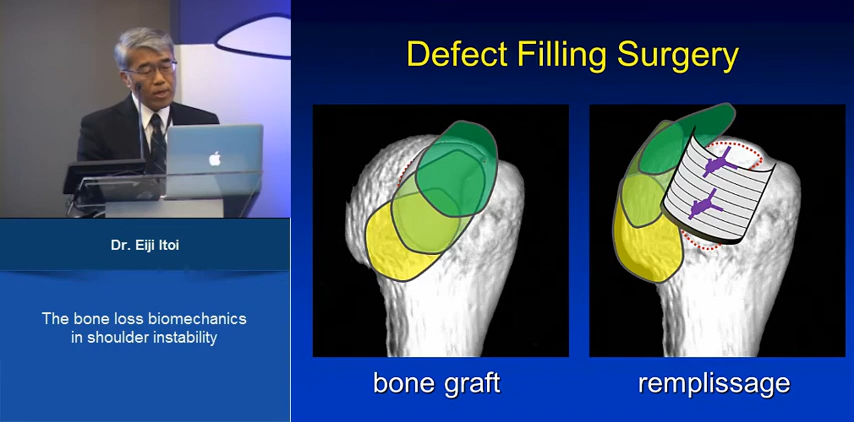 Defect Filling Surgery
Dr. Eiji Itoi
The bone loss biomechanics
in shoulder instability
bone graft
remplissage